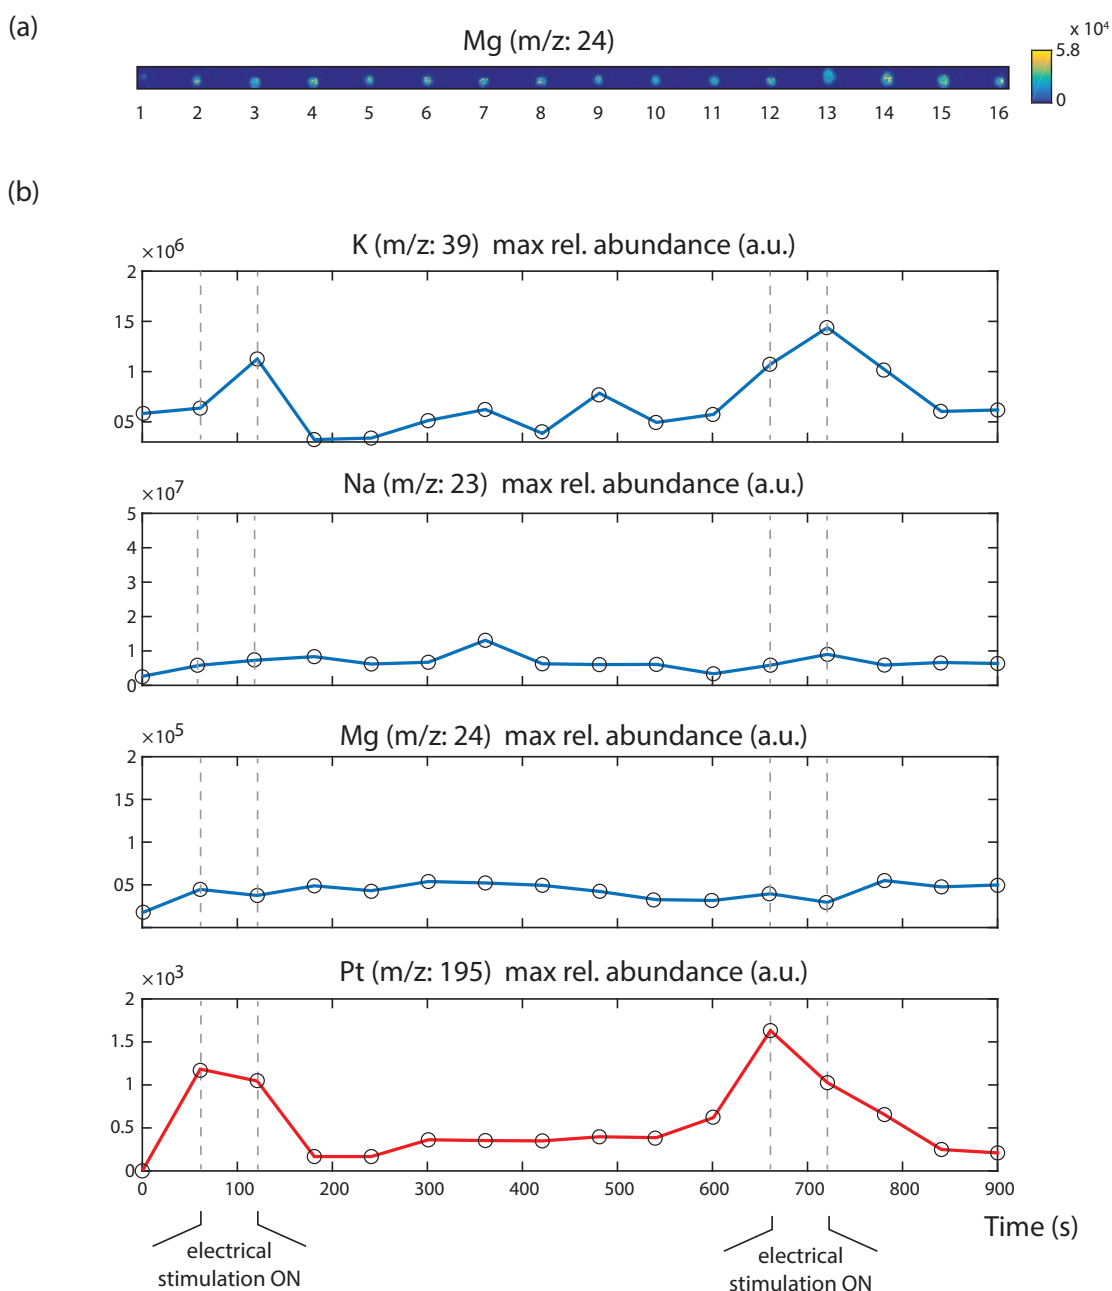 (a)
Mg (m/z: 24)
x 10⁴
5.8
0
1 2 3 4 5 6 7 8 9 10 11 12 13 14 15 16
(b)
K (m/z: 39) max rel. abundance (a.u.)
×10⁶
2
15
1
05
Na (m/z: 23) max rel. abundance (a.u.)
×10⁷
5
4
3
2
1
0
Mg (m/z: 24) max rel. abundance (a.u.)
×10⁵
2
15
1
05
Pt (m/z: 195) max rel. abundance (a.u.)
×10³
2
1.5
1
0.5
0
0 100 200 300 400 500 600 700 800 900
Time (s)
electrical
stimulation ON
electrical
stimulation ON